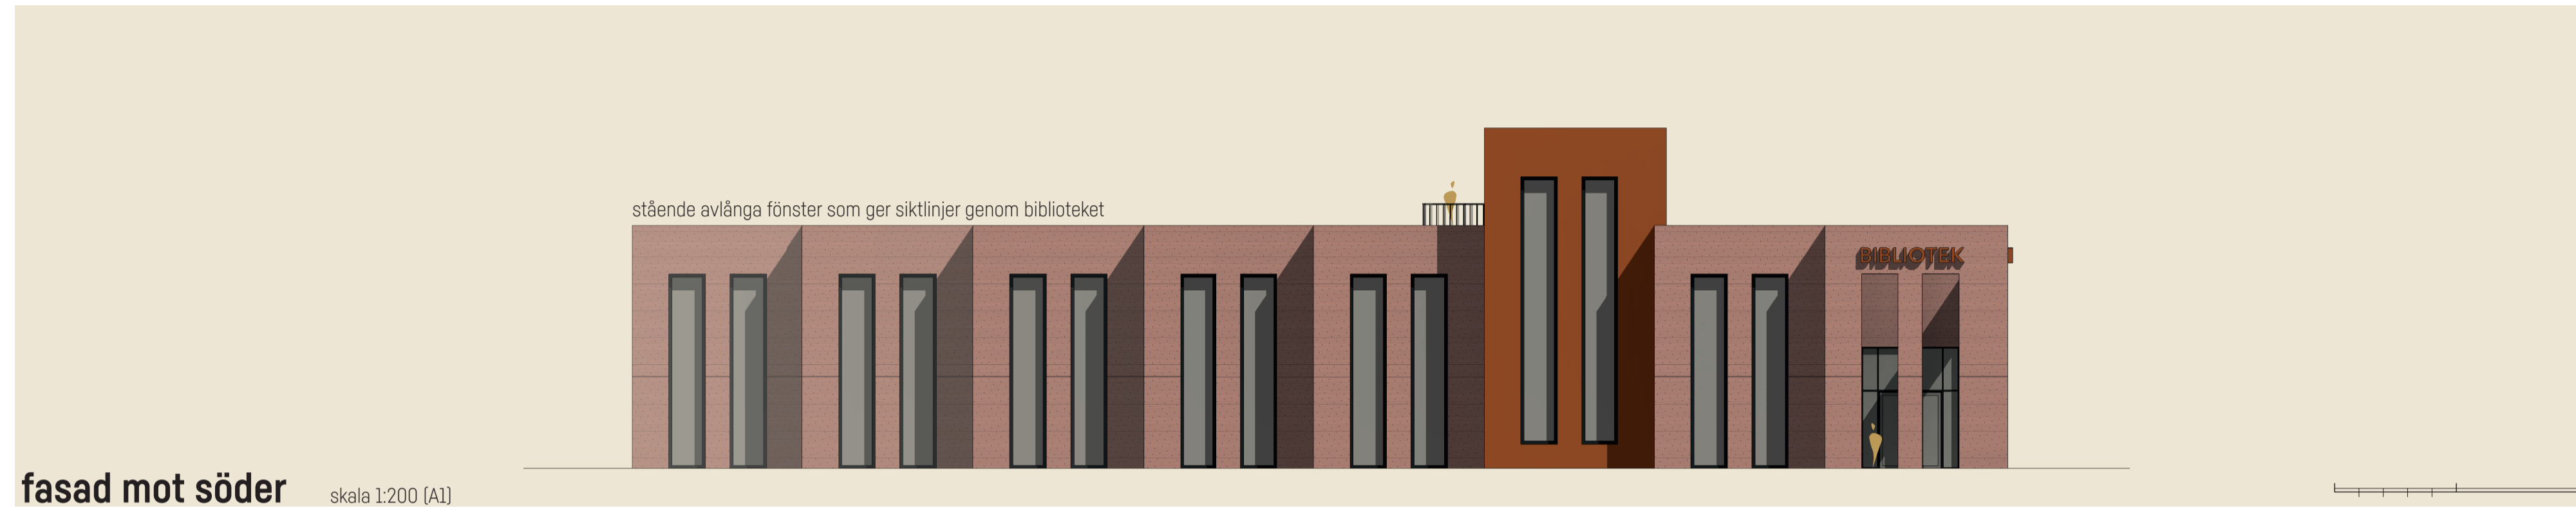 stående avlånga fönster som ger siktlinjer genom biblioteket
BIBLIOTEK
fasad mot söder
skala 1:200 (A1)